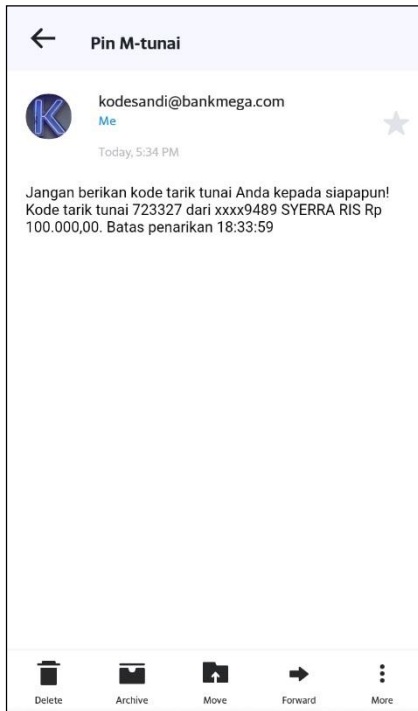 Pin M-tunai
K
kodesandi@bankmega.com
Me
Today, 5:34 PM
Jangan berikan kode tarik tunai Anda kepada siapapun!
Kode tarik tunai 723327 dari xxxx9489 SYERRA RIS Rp
100.000,00. Batas penarikan 18:33:59
Delete Archive Move Forward More